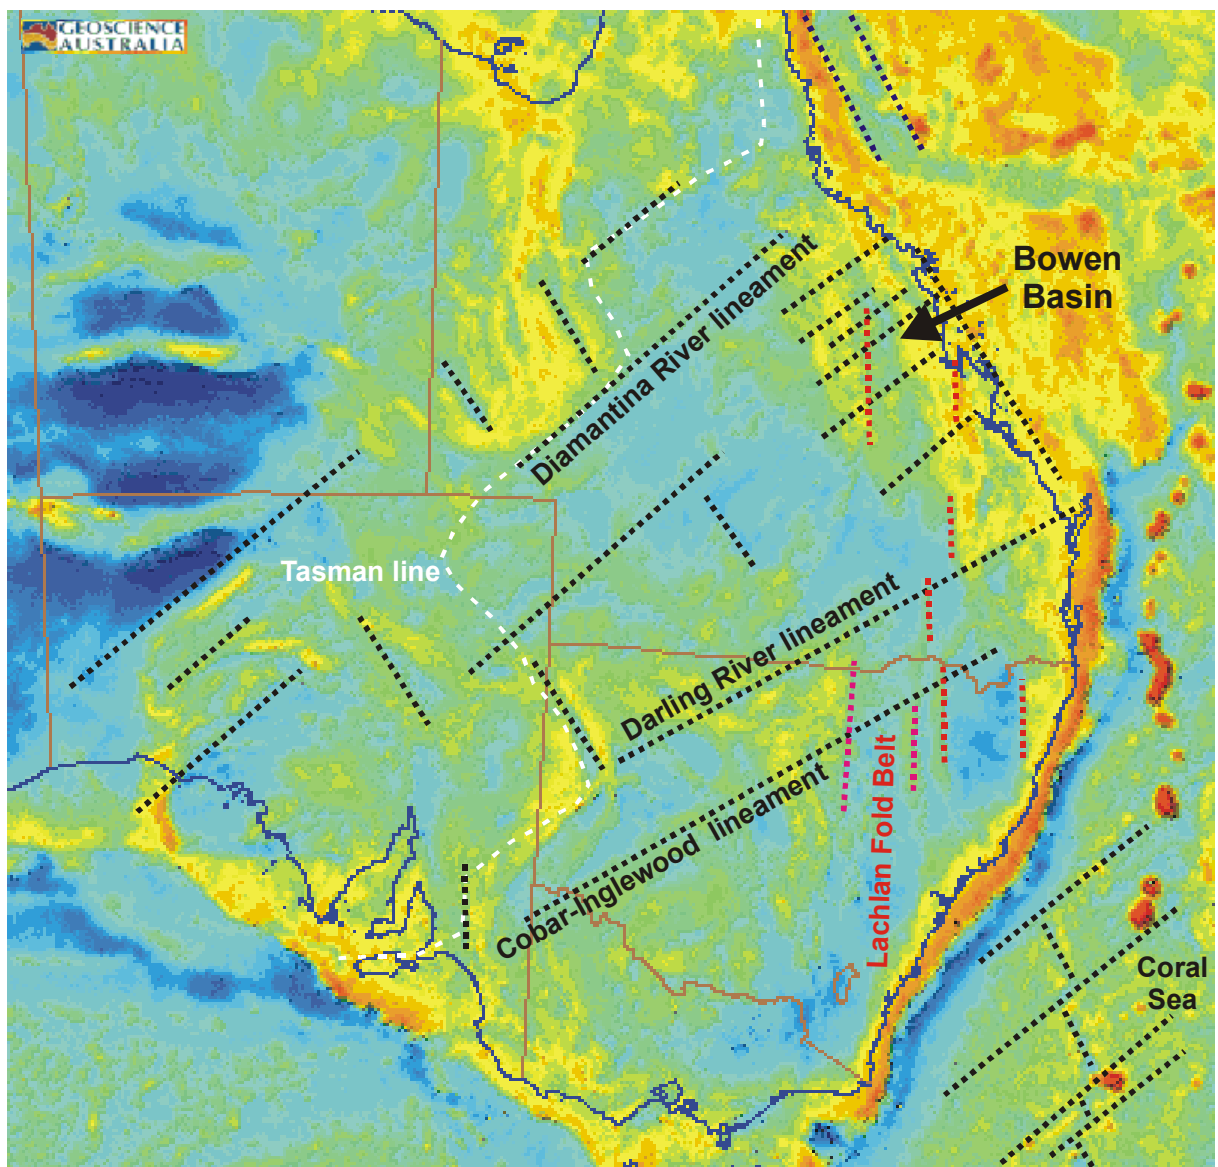 GEOSCIENCE
AUSTRALIA
Bowen
Basin
Diamantina River lineament
Tasman line
Darling River lineament
Cobar-Inglewood lineament
Lachlan Fold Belt
Coral
Sea